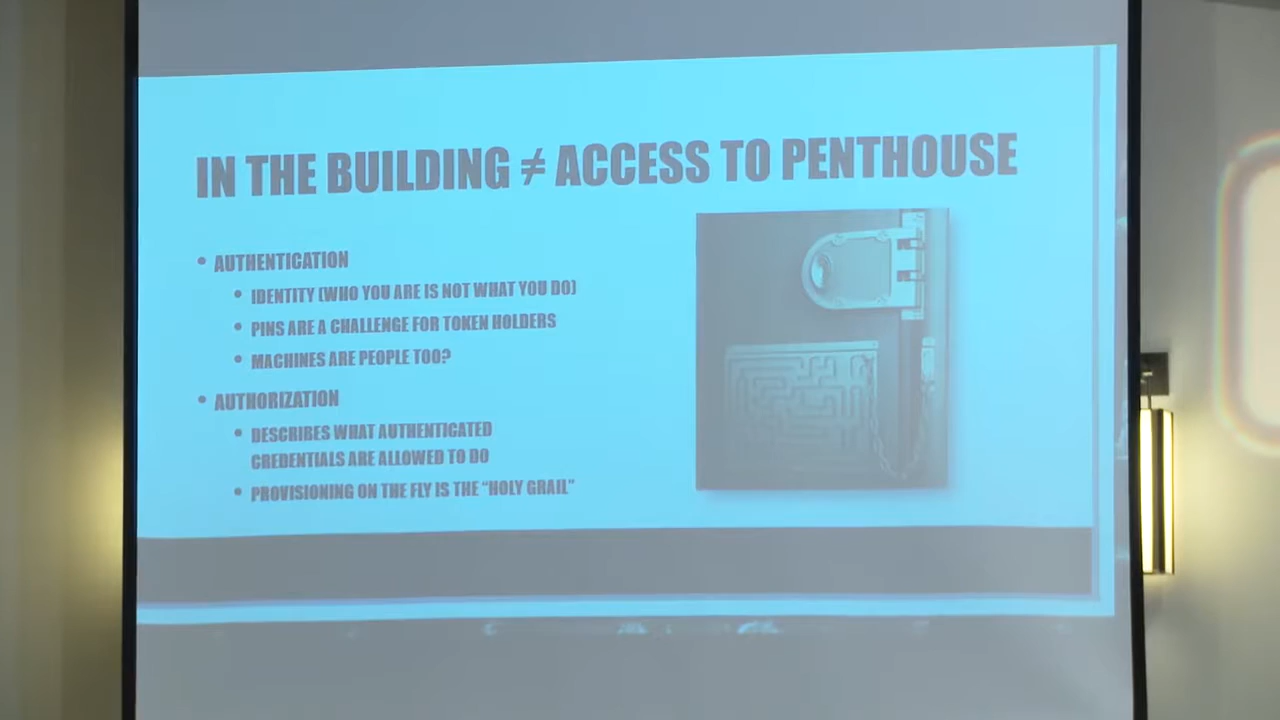 IN THE BUILDING ≠ ACCESS TO PENTHOUSE
• AUTHENTICATION
• IDENTITY (WHO YOU ARE IS NOT WHAT YOU DO)
• PINS ARE A CHALLENGE FOR TOKEN HOLDERS
• MACHINES ARE PEOPLE TOO?
• AUTHORIZATION
• DESCRIBES WHAT AUTHENTICATED
CREDENTIALS ARE ALLOWED TO DO
• PROVISIONING ON THE FLY IS THE “HOLY GRAIL”